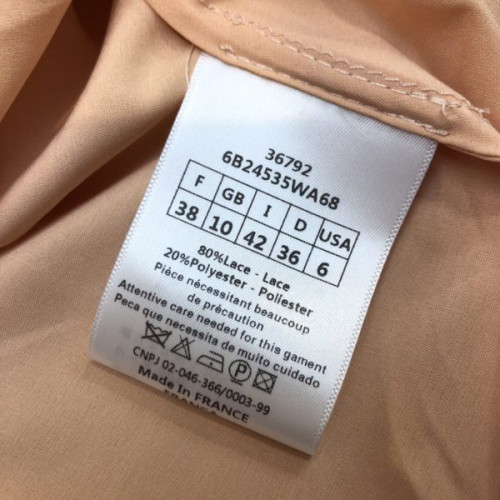 36792
6B24535WA68
F GB I D USA
38 10 42 36 6
80%Lace - Lace
20%Polyester - Poliester
Pièce nécessitant beaucoup
de précaution
Attentive care needed for this gament
Peca que necessita de muito cuidado
P
CNPJ 02-046-366/0003-99
Made In FRANCE
FRANCE